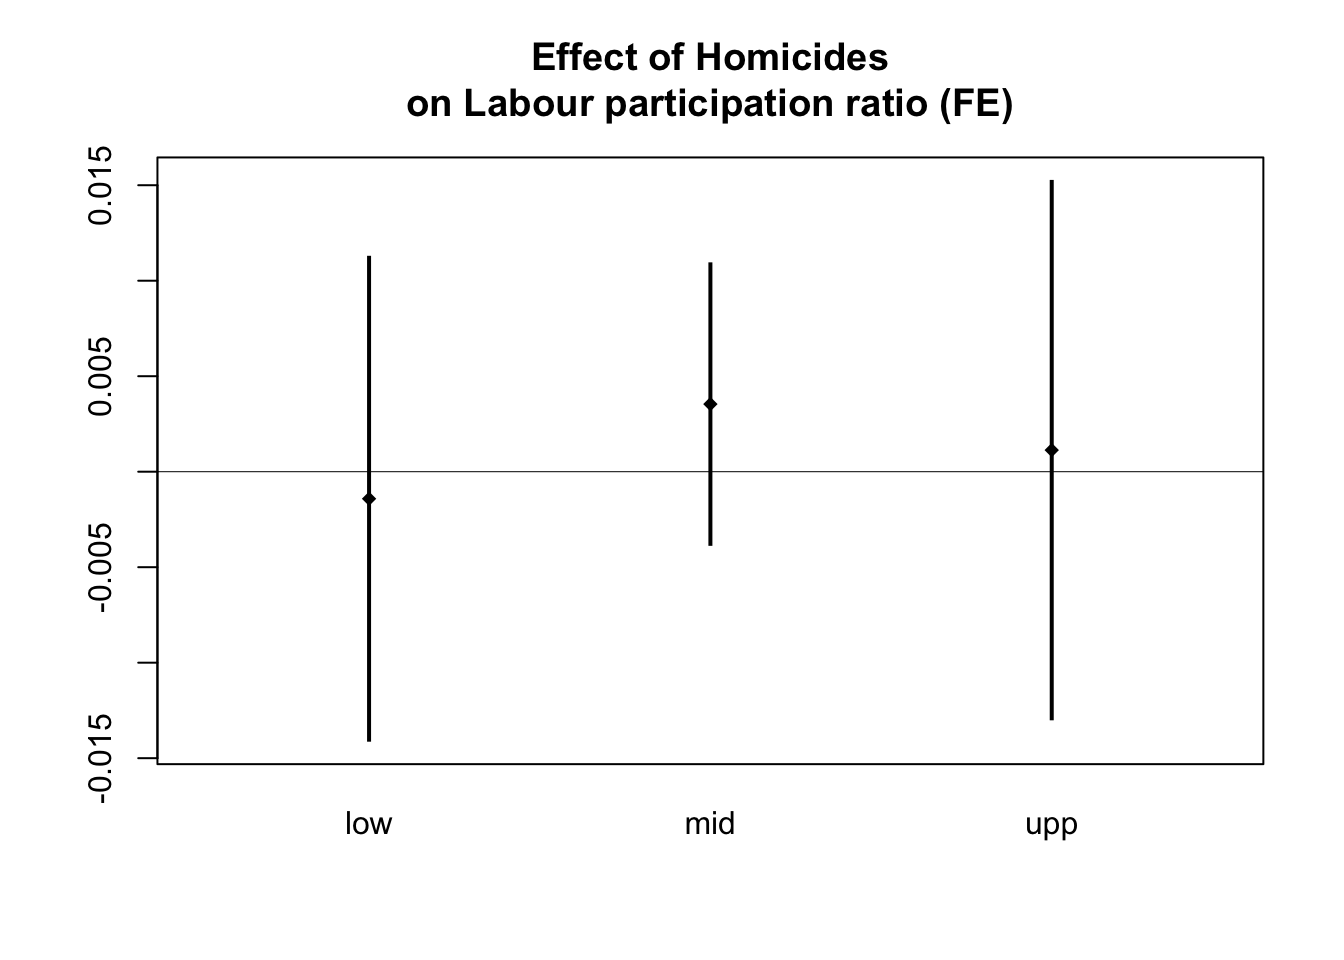 Effect of Homicides
on Labour participation ratio (FE)
0.015
0.005
-0.005
-0.015
low mid upp